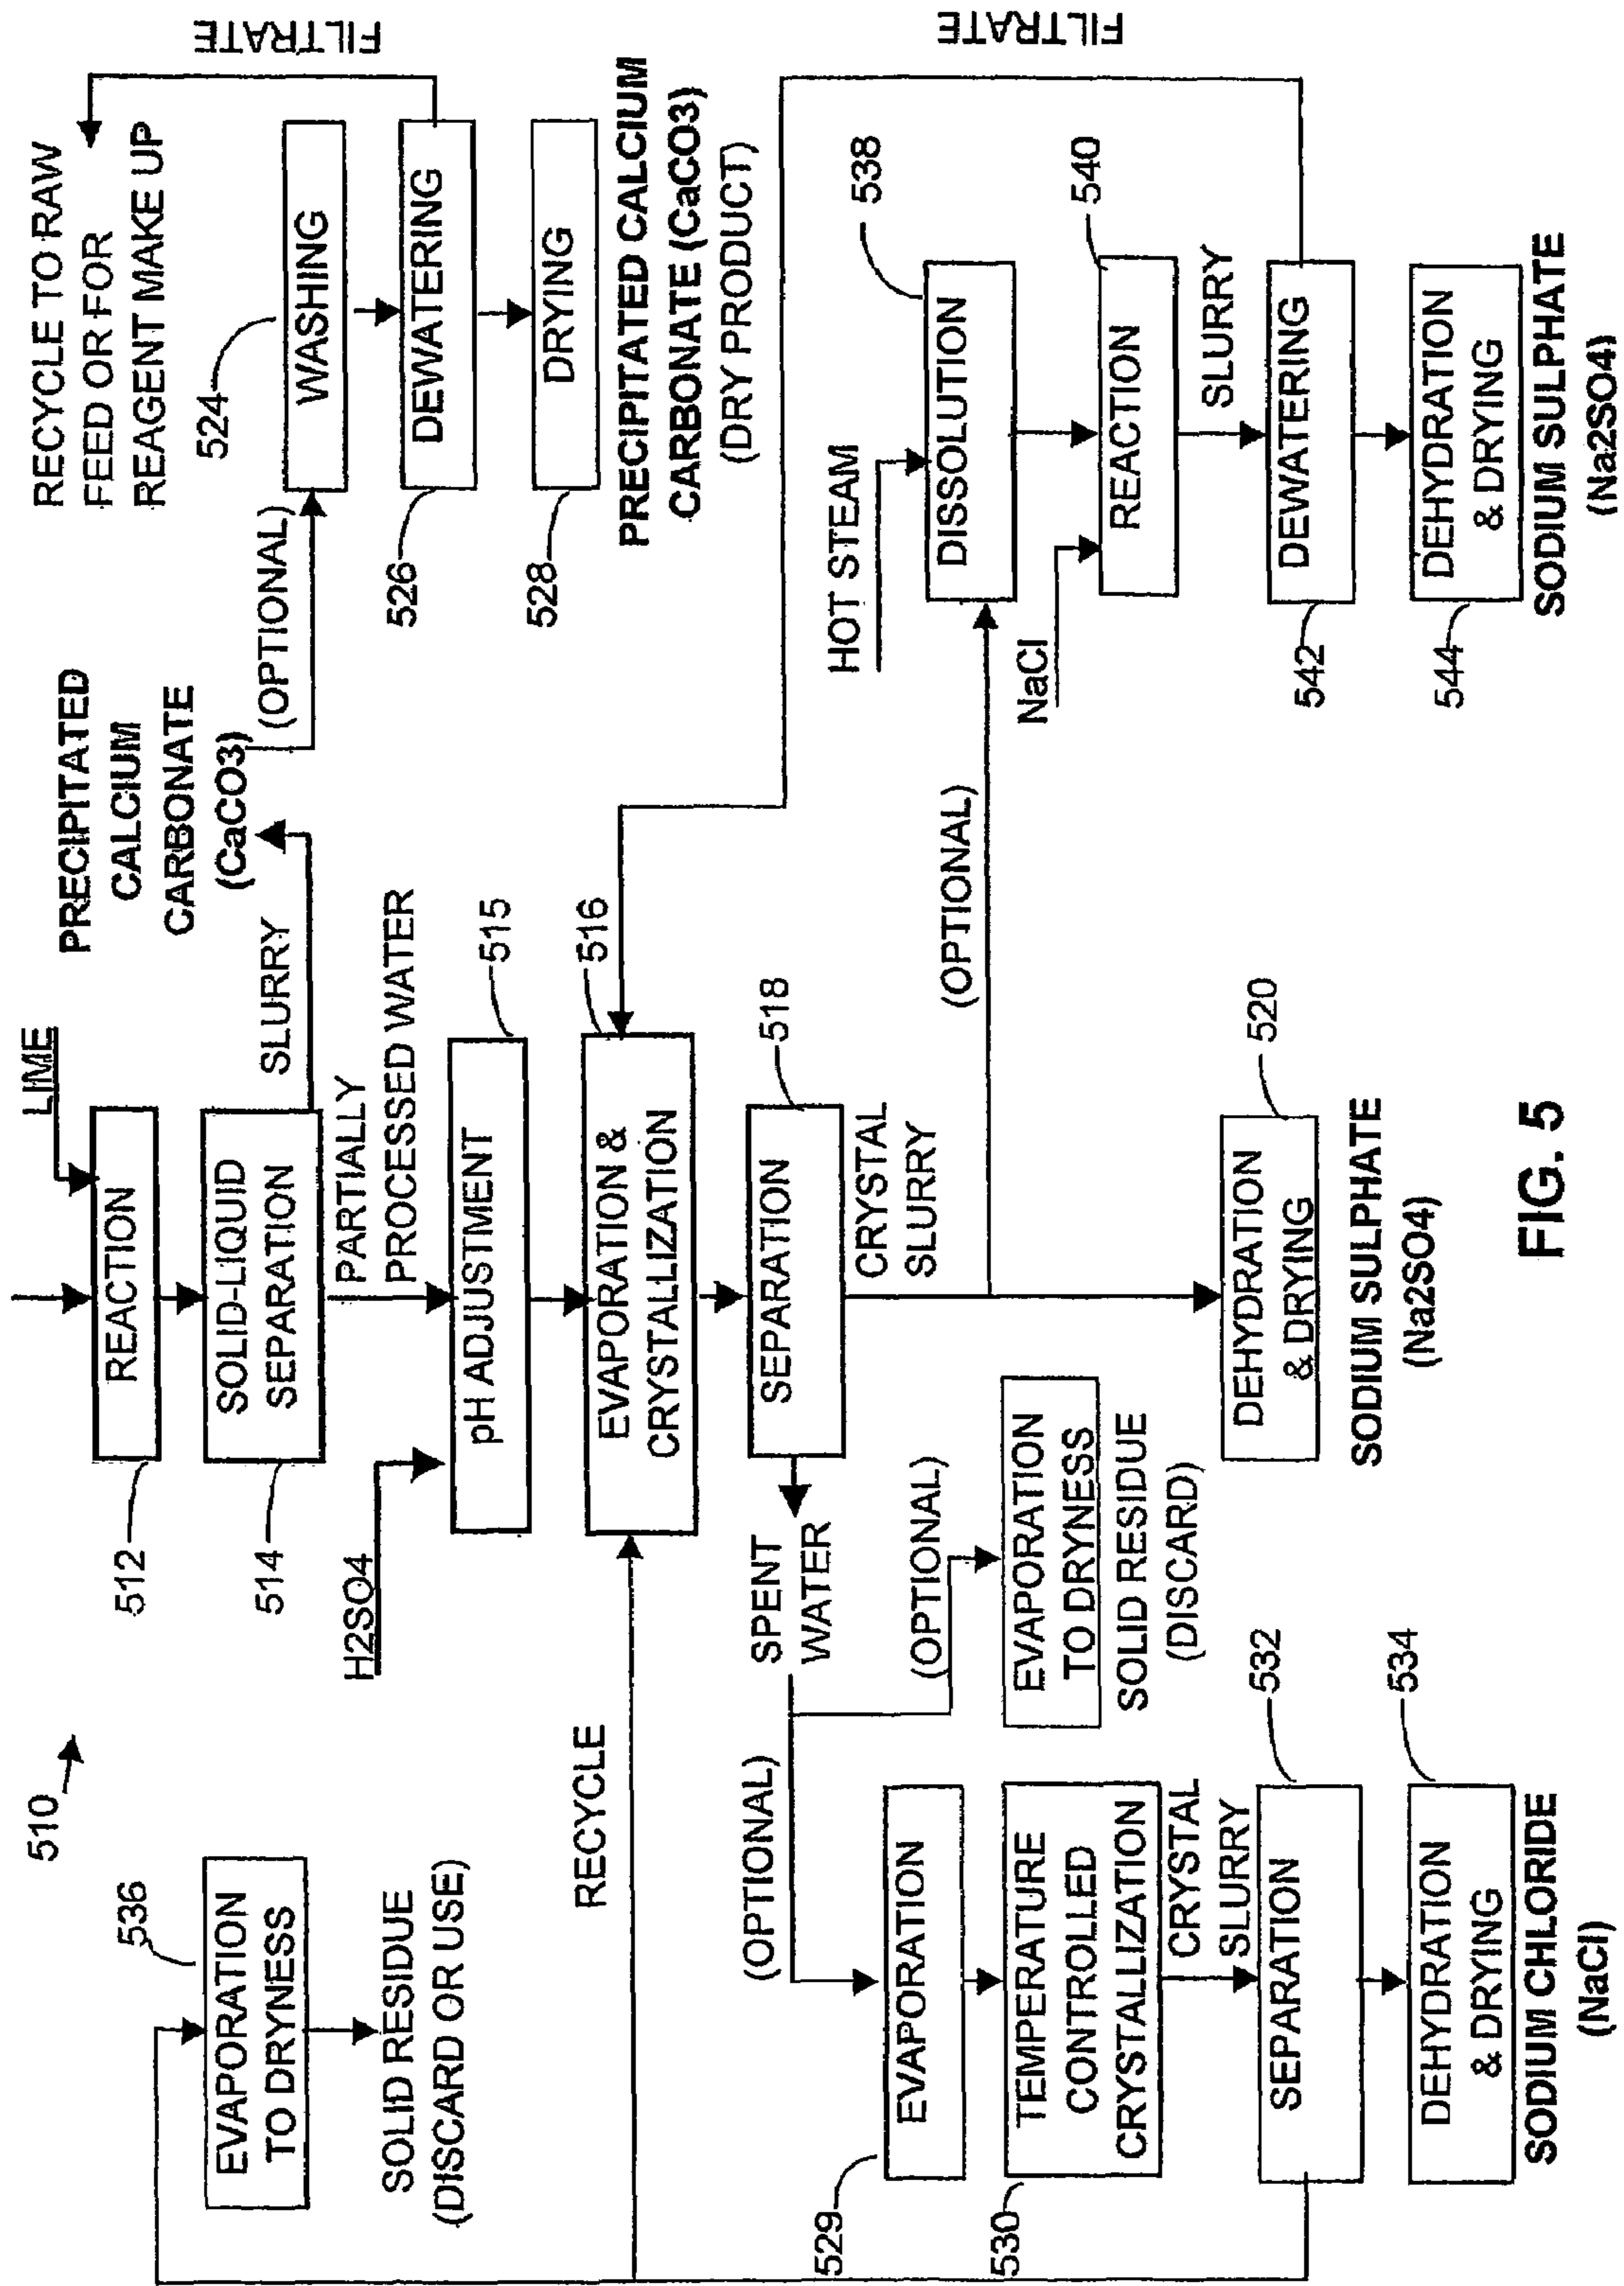 510
536
EVAPORATION
TO DRYNESS
SOLID RESIDUE
(DISCARD OR USE)
LIME
512
REACTION
514
SOLID-LIQUID
SEPARATION
SLURRY
PRECIPITATED
CALCIUM
CARBONATE
(CaCO3)
(OPTIONAL)
RECYCLE TO RAW
FEED OR FOR
REAGENT MAKE UP
FILTRATE
524
WASHING
526
DEWATERING
528
DRYING
PRECIPITATED CALCIUM
CARBONATE (CaCO3)
(DRY PRODUCT)
PARTIALLY
PROCESSED WATER
H2SO4
pH ADJUSTMENT
515
RECYCLE
EVAPORATION &
CRYSTALLIZATION
516
SEPARATION
518
SPENT
WATER
CRYSTAL
SLURRY
(OPTIONAL)
(OPTIONAL)
EVAPORATION
TO DRYNESS
SOLID RESIDUE
(DISCARD)
529
EVAPORATION
530
TEMPERATURE
CONTROLLED
CRYSTALLIZATION
CRYSTAL
SLURRY
532
SEPARATION
534
DEHYDRATION
& DRYING
SODIUM CHLORIDE
(NaCl)
520
DEHYDRATION
& DRYING
SODIUM SULPHATE
(Na2SO4)
(OPTIONAL)
HOT STEAM
538
DISSOLUTION
NaCl
540
REACTION
SLURRY
542
DEWATERING
FILTRATE
544
DEHYDRATION
& DRYING
SODIUM SULPHATE
(Na2SO4)
FIG. 5